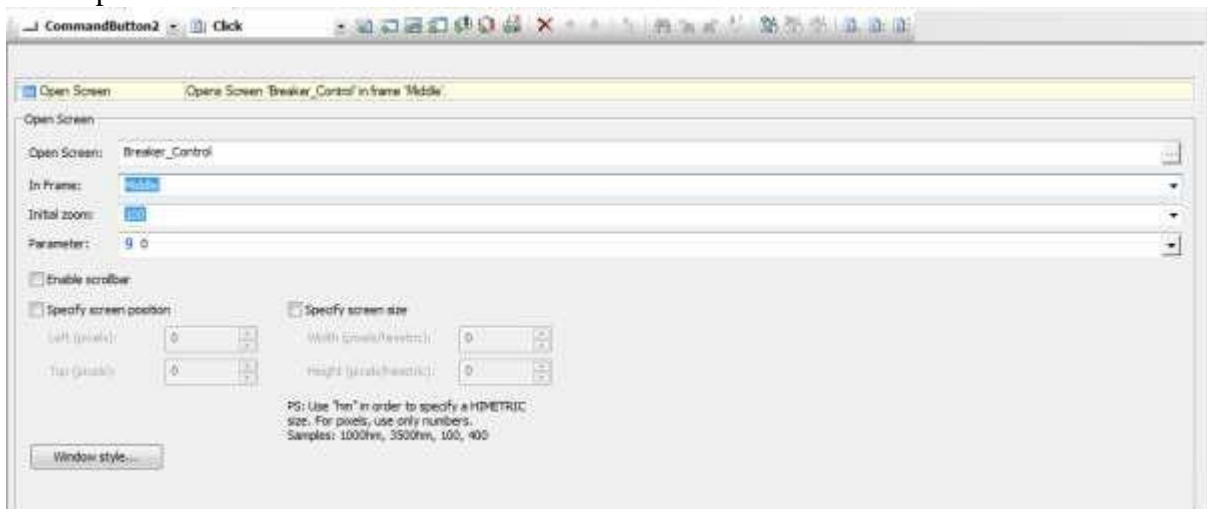 CommandButton2 Click
Open Screen Opens Screen 'Breaker_Control' in frame 'Middle'.
Open Screen
Open Screen: Breaker_Control ...
In Frame: Middle
Initial zoom: 100
Parameter: 9 0
Enable scrollbar
Specify screen position Specify screen size
Left (pixels): 0 Width (pixels/himetric): 0
Top (pixels): 0 Height (pixels/himetric): 0
PS: Use "hm" in order to specify a HIMETRIC
size. For pixels, use only numbers.
Samples: 1000hm, 3500hm, 100, 400
Window style...